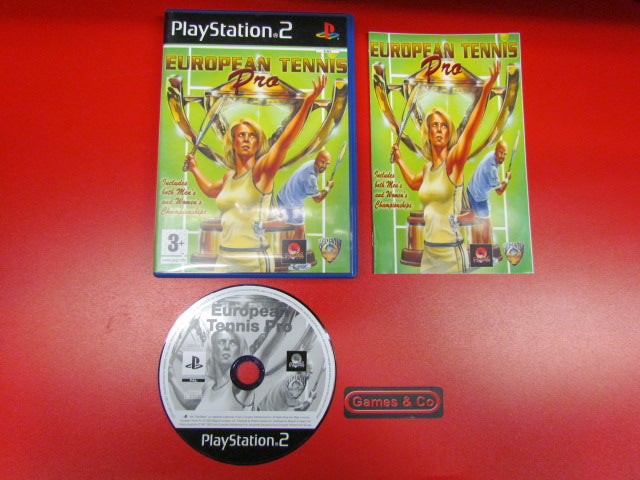 PlayStation®2
EUROPEAN TENNIS
Pro
Includes
both Men's
and Women's
Championships
3+
EUROPEAN TENNIS
Pro
Includes
both Men's
and Women's
Championships
European
Tennis Pro
PAL
PlayStation®2
Games & Co